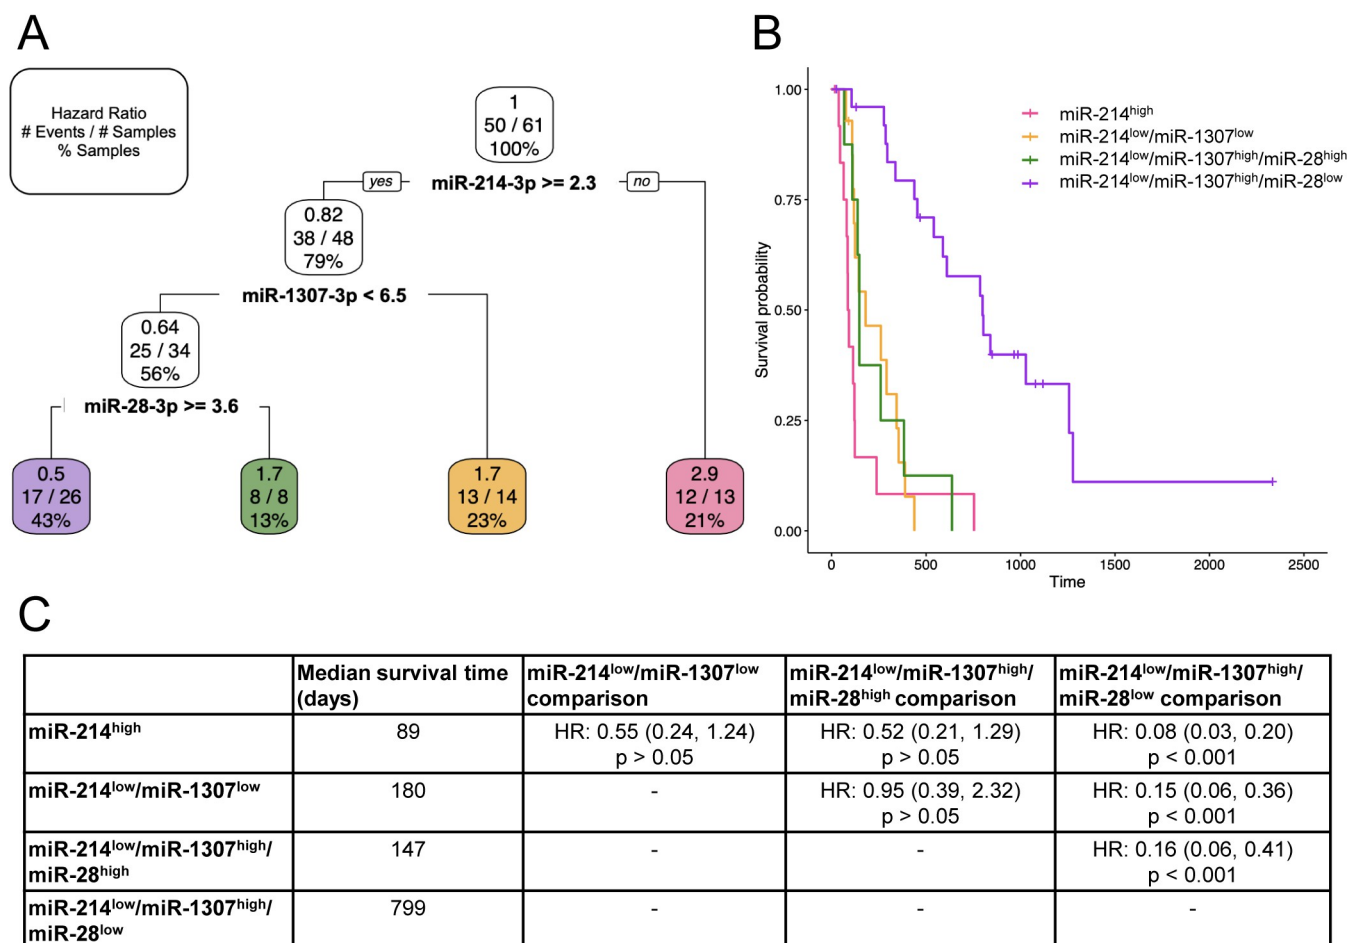 A
Hazard Ratio
# Events / # Samples
% Samples
1
50 / 61
100%
yes
miR-214-3p >= 2.3
no
0.82
38 / 48
79%
miR-1307-3p < 6.5
0.64
25 / 34
56%
miR-28-3p >= 3.6
0.5
17 / 26
43%
1.7
8 / 8
13%
1.7
13 / 14
23%
2.9
12 / 13
21%
B
Survival probability
1.00
0.75
0.50
0.25
0.00
0
500
1000
1500
2000
2500
Time
miR-214high
miR-214low/miR-1307low
miR-214low/miR-1307high/miR-28high
miR-214low/miR-1307high/miR-28low
C
Median survival time
(days)
miR-214low/miR-1307low
comparison
miR-214low/miR-1307high/
miR-28high comparison
miR-214low/miR-1307high/
miR-28low comparison
miR-214high
89
HR: 0.55 (0.24, 1.24)
p > 0.05
HR: 0.52 (0.21, 1.29)
p > 0.05
HR: 0.08 (0.03, 0.20)
p < 0.001
miR-214low/miR-1307low
180
-
HR: 0.95 (0.39, 2.32)
p > 0.05
HR: 0.15 (0.06, 0.36)
p < 0.001
miR-214low/miR-1307high/
miR-28high
147
-
-
HR: 0.16 (0.06, 0.41)
p < 0.001
miR-214low/miR-1307high/
miR-28low
799
-
-
-